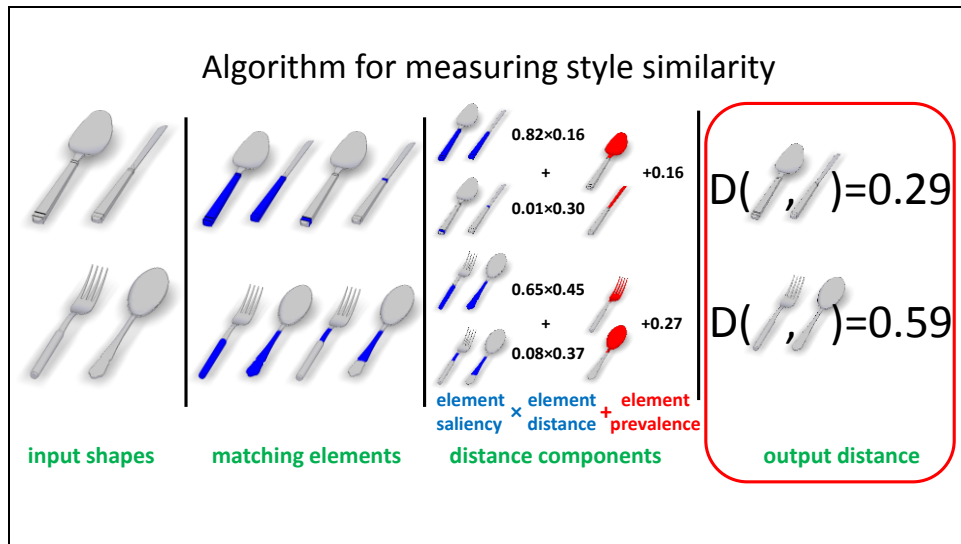 Algorithm for measuring style similarity
0.82×0.16
+
0.01×0.30
+0.16
0.65×0.45
+
0.08×0.37
+0.27
element saliency × element distance + element prevalence
D( , )=0.29
D( , )=0.59
input shapes
matching elements
distance components
output distance